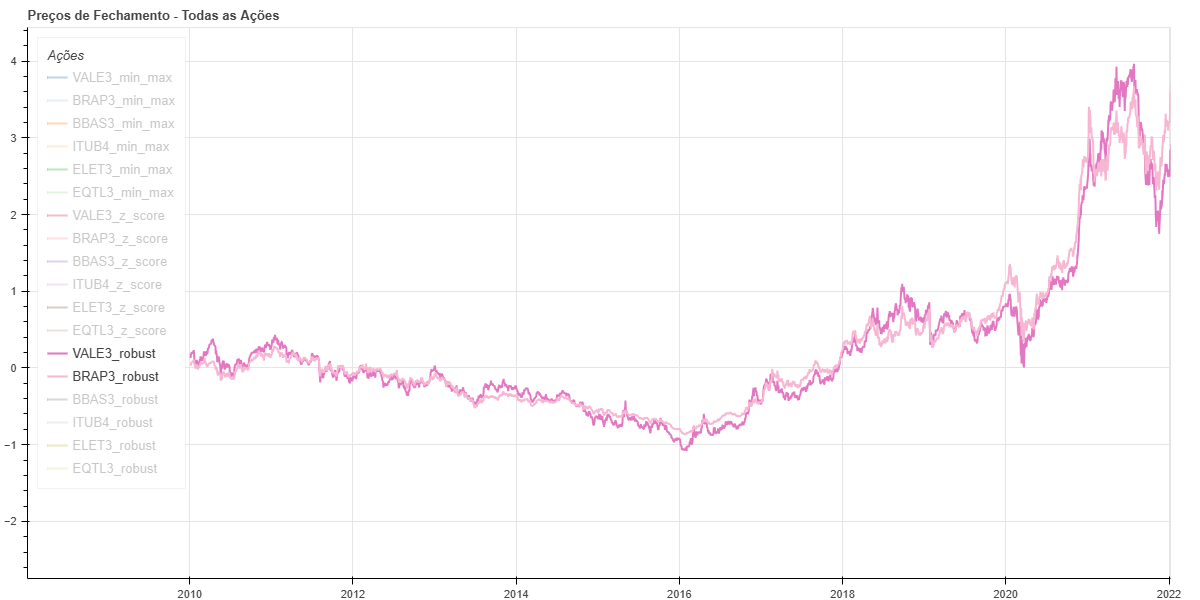 Preços de Fechamento - Todas as Ações
Ações
VALE3_min_max
BRAP3_min_max
BBAS3_min_max
ITUB4_min_max
ELET3_min_max
EQTL3_min_max
VALE3_z_score
BRAP3_z_score
BBAS3_z_score
ITUB4_z_score
ELET3_z_score
EQTL3_z_score
VALE3_robust
BRAP3_robust
BBAS3_robust
ITUB4_robust
ELET3_robust
EQTL3_robust
4
3
2
1
0
−1
−2
2010 2012 2014 2016 2018 2020 2022